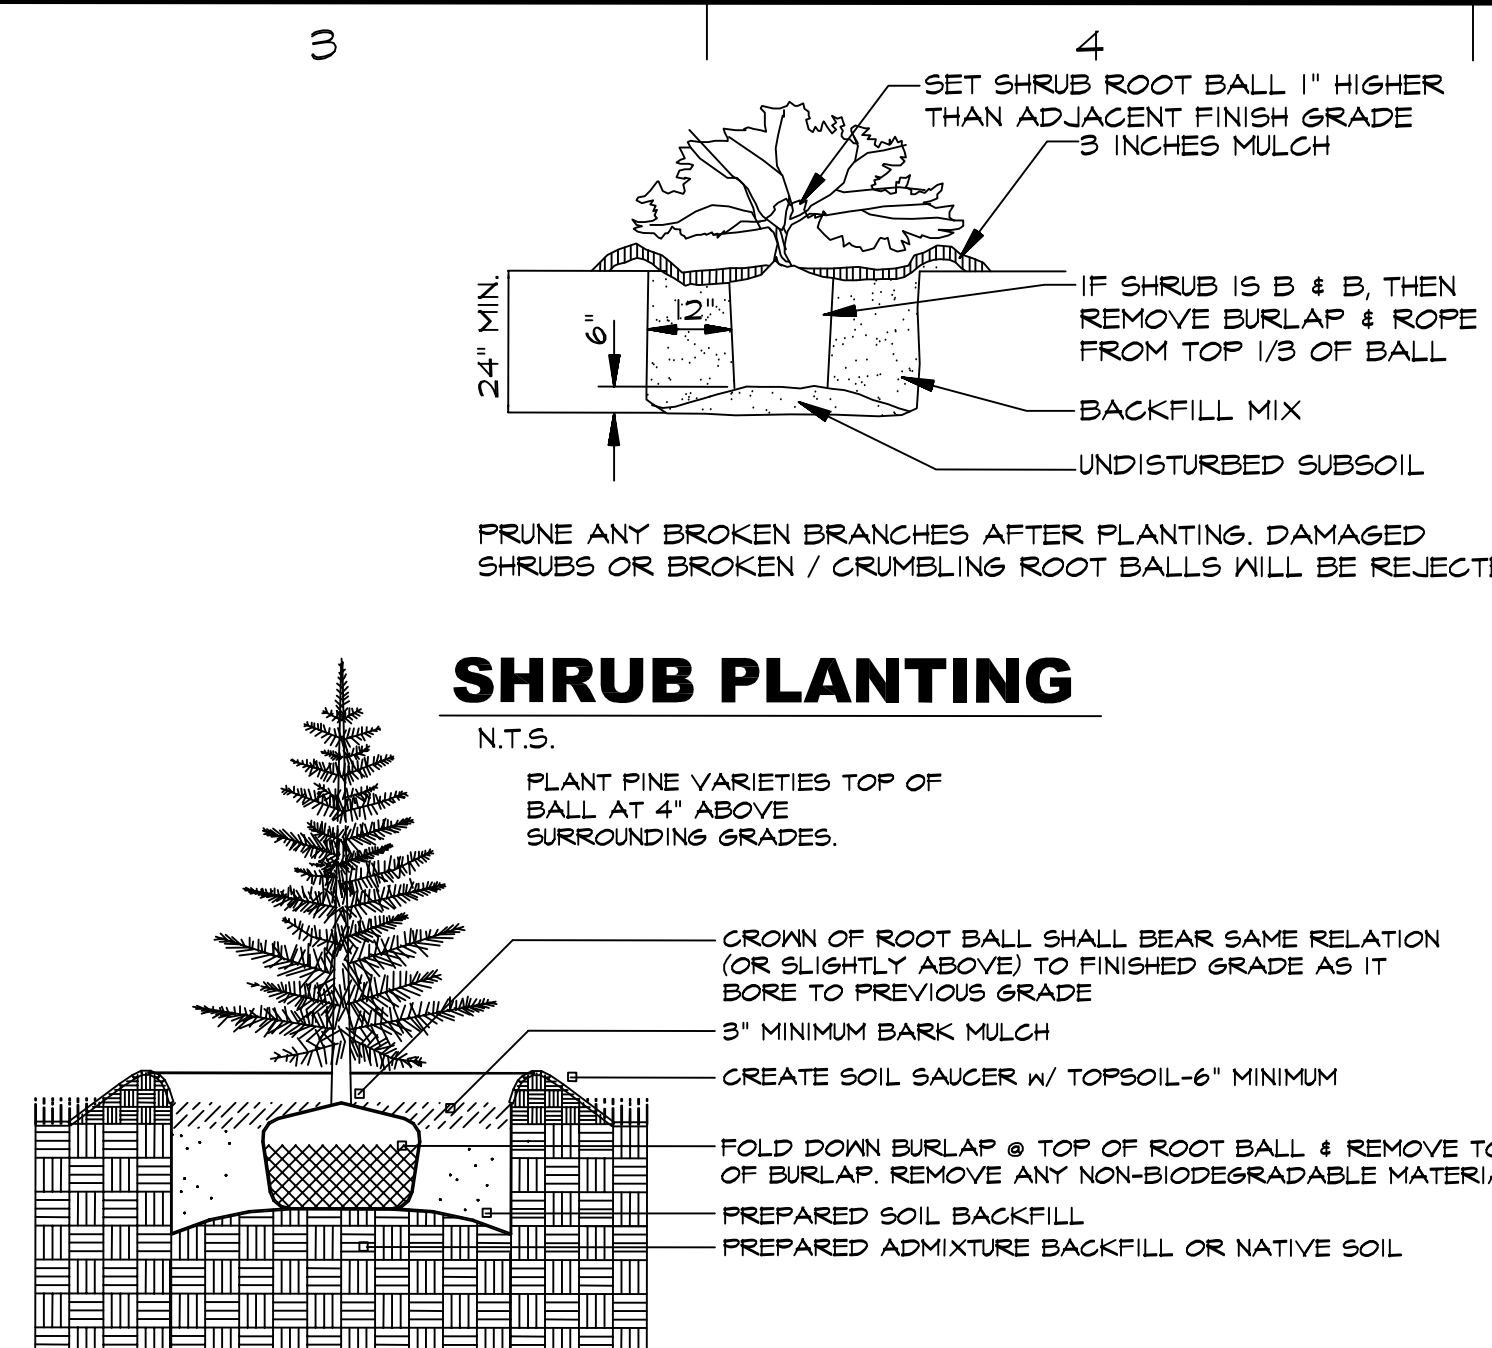 3
4
SET SHRUB ROOT BALL 1" HIGHER
THAN ADJACENT FINISH GRADE
3 INCHES MULCH
24" MIN.
6"
12"
IF SHRUB IS B & B, THEN
REMOVE BURLAP & ROPE
FROM TOP 1/3 OF BALL
BACKFILL MIX
UNDISTURBED SUBSOIL
PRUNE ANY BROKEN BRANCHES AFTER PLANTING. DAMAGED
SHRUBS OR BROKEN / CRUMBLING ROOT BALLS WILL BE
SHRUB PLANTING
N.T.S.
PLANT PINE VARIETIES TOP OF
BALL AT 4" ABOVE
SURROUNDING GRADES.
CROWN OF ROOT BALL SHALL BEAR SAME RELATION
(OR SLIGHTLY ABOVE) TO FINISHED GRADE AS IT
BORE TO PREVIOUS GRADE
3" MINIMUM BARK MULCH
CREATE SOIL SAUCER W/ TOPSOIL-6" MINIMUM
FOLD DOWN BURLAP @ TOP OF ROOT BALL & REMOVE
OF BURLAP. REMOVE ANY NON-BIODEGRADABLE
PREPARED SOIL BACKFILL
PREPARED ADMIXTURE BACKFILL OR NATIVE SOIL